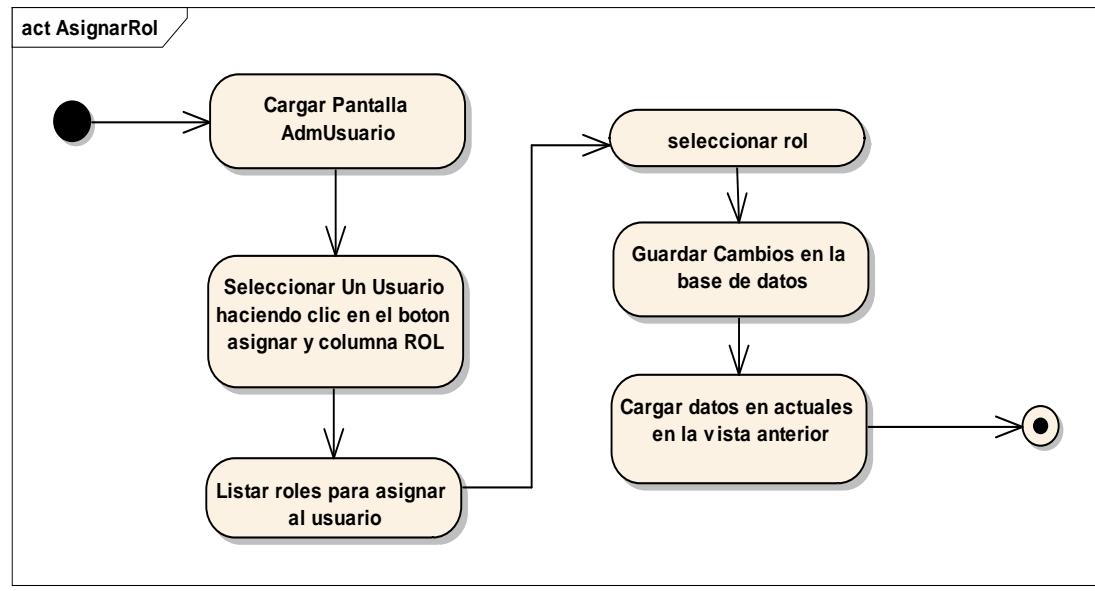 act AsignarRol
Cargar Pantalla
AdmUsuario
Seleccionar Un Usuario
haciendo clic en el boton
asignar y columna ROL
Listar roles para asignar
al usuario
seleccionar rol
Guardar Cambios en la
base de datos
Cargar datos en actuales
en la vista anterior